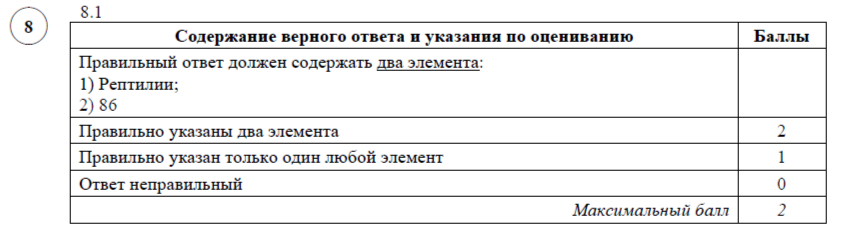 8.1
8
Содержание верного ответа и указания по оцениванию Баллы
Правильный ответ должен содержать два элемента:
1) Рептилии;
2) 86
Правильно указаны два элемента 2
Правильно указан только один любой элемент 1
Ответ неправильный 0
Максимальный балл 2